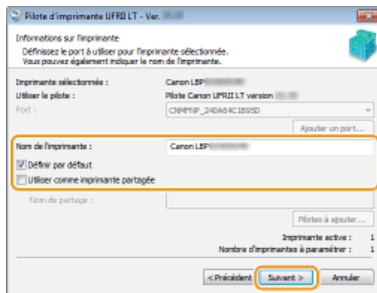 Pilote d'imprimante UFRII LT - Ver.
Informations sur l'imprimante
Définissez le port à utiliser pour l'imprimante sélectionnée.
Vous pouvez également indiquer le nom de l'imprimante.
Imprimante sélectionnée : Canon LBP
Utiliser le pilote : Pilote Canon UFRII LT version
Port : CNMFNP_240A64C1B95D
Ajouter un port...
Nom de l'imprimante : Canon LBP
Définir par défaut
Utiliser comme imprimante partagée
Nom de partage :
Pilotes à ajouter...
Imprimante active : 1
Nombre d'imprimantes à paramétrer : 1
< Précédent Suivant > Annuler